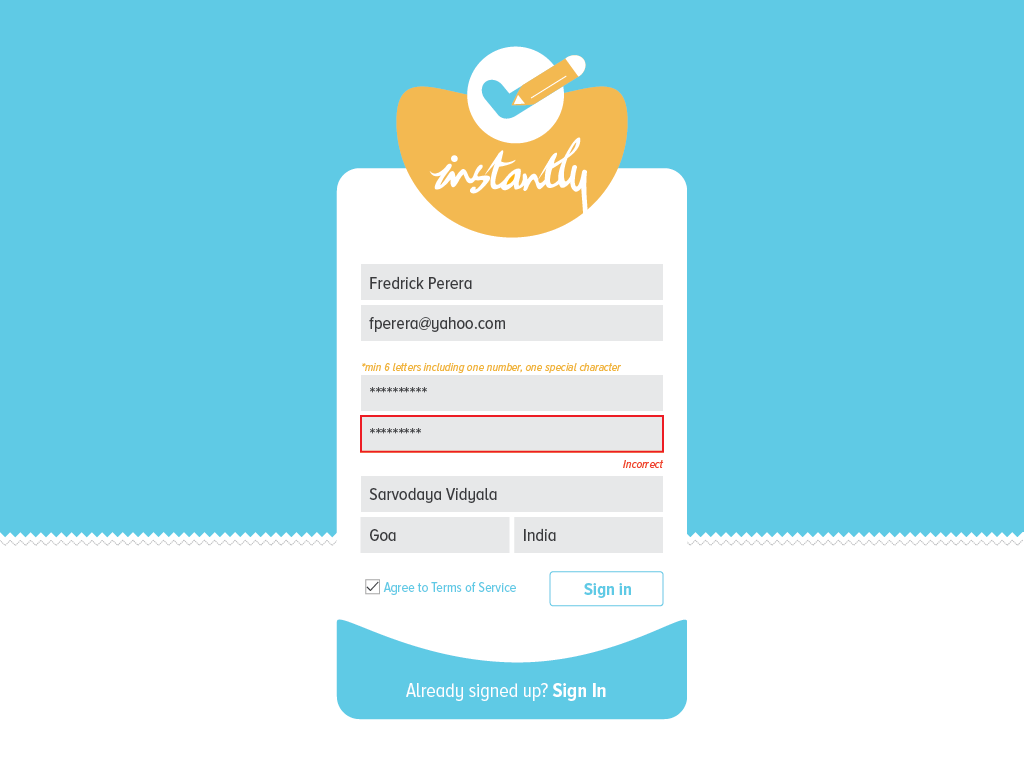 instantly
Fredrick Perera
fperera@yahoo.com
*min 6 letters including one number, one special character
**********
*********
Incorrect
Sarvodaya Vidyala
Goa India
Agree to Terms of Service Sign in
Already signed up? Sign In